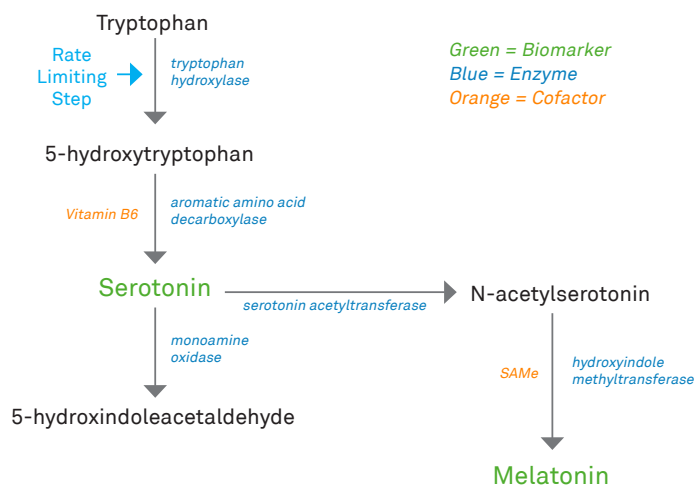 Tryptophan
Rate
Limiting
Step
tryptophan
hydroxylase
Green = Biomarker
Blue = Enzyme
Orange = Cofactor
5-hydroxytryptophan
Vitamin B6
aromatic amino acid
decarboxylase
Serotonin
serotonin acetyltransferase
N-acetylserotonin
monoamine
oxidase
SAMe
hydroxyindole
methyltransferase
5-hydroxindoleacetaldehyde
Melatonin